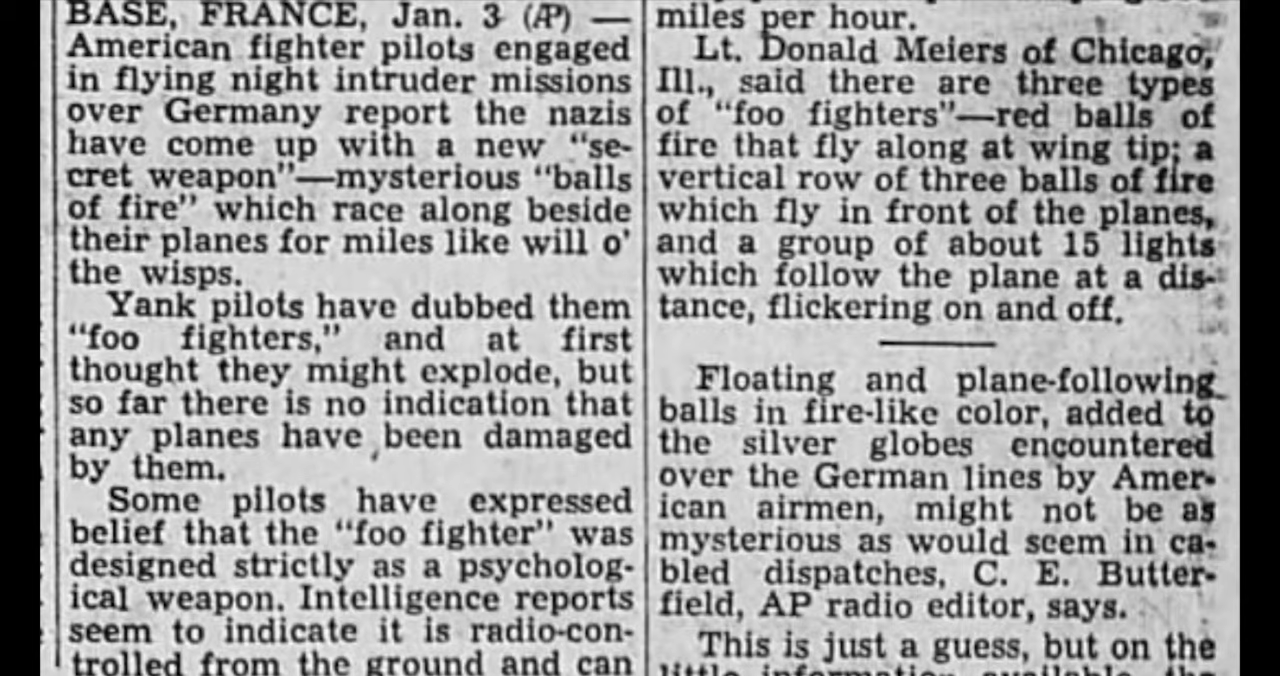 BASE, FRANCE, Jan. 3 (AP) —
American fighter pilots engaged
in flying night intruder missions
over Germany report the nazis
have come up with a new "se-
cret weapon"—mysterious "balls
of fire" which race along beside
their planes for miles like will o'
the wisps.
Yank pilots have dubbed them
"foo fighters," and at first
thought they might explode, but
so far there is no indication that
any planes have been damaged
by them.
Some pilots have expressed
belief that the "foo fighter" was
designed strictly as a psycholog-
ical weapon. Intelligence reports
seem to indicate it is radio-con-
trolled from the ground and can
miles per hour.
Lt. Donald Meiers of Chicago,
Ill., said there are three types
of "foo fighters"—red balls of
fire that fly along at wing tip; a
vertical row of three balls of fire
which fly in front of the planes,
and a group of about 15 lights
which follow the plane at a dis-
tance, flickering on and off.
Floating and plane-following
balls in fire-like color, added to
the silver globes encountered
over the German lines by Amer-
ican airmen, might not be as
mysterious as would seem in ca-
bled dispatches, C. E. Butter-
field, AP radio editor, says.
This is just a guess, but on the
little information available, the